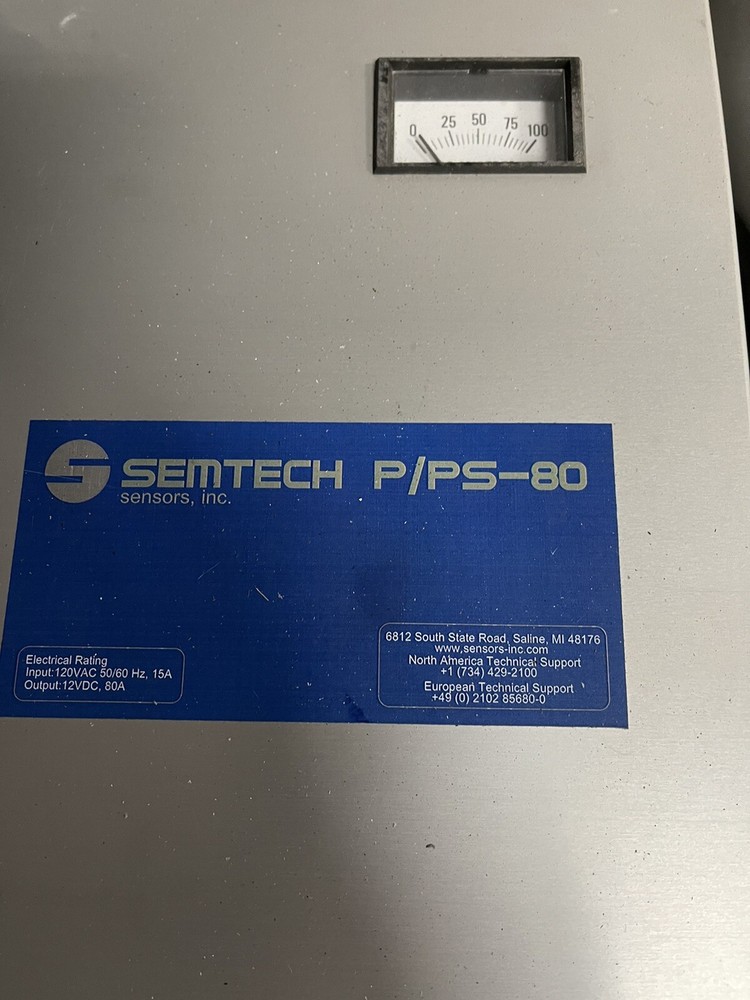 0 25 50 75 100
SEMTECH P/PS-80
sensors, inc.
Electrical Rating
Input:120VAC 50/60 Hz, 15A
Output:12VDC, 80A
6812 South State Road, Saline, MI 48176
www.sensors-inc.com
North America Technical Support
+1 (734) 429-2100
European Technical Support
+49 (0) 2102 85680-0